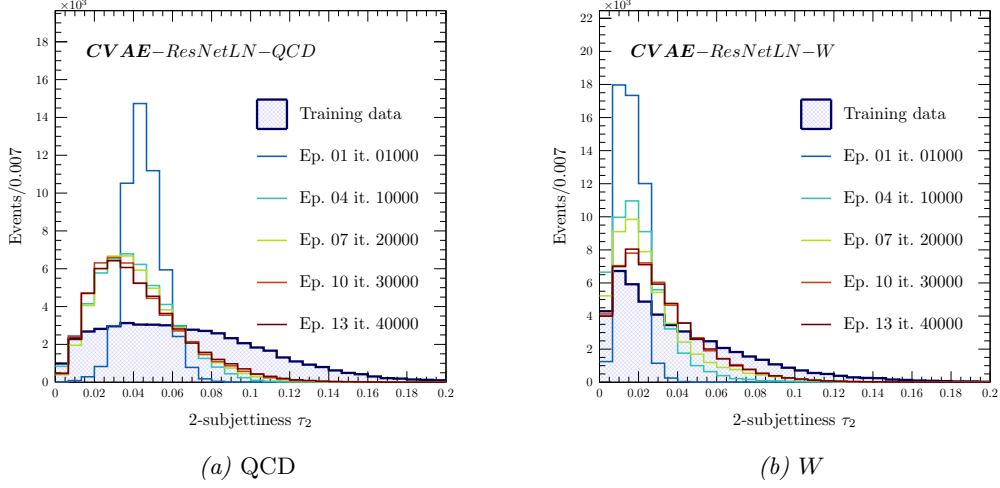 ×10³
CVAE−ResNetLN−QCD
Training data
Ep. 01 it. 01000
Ep. 04 it. 10000
Ep. 07 it. 20000
Ep. 10 it. 30000
Ep. 13 it. 40000
Events/0.007
18
16
14
12
10
8
6
4
2
0
0 0.02 0.04 0.06 0.08 0.1 0.12 0.14 0.16 0.18 0.2
2-subjettiness τ₂
(a) QCD
×10³
CVAE−ResNetLN−W
Training data
Ep. 01 it. 01000
Ep. 04 it. 10000
Ep. 07 it. 20000
Ep. 10 it. 30000
Ep. 13 it. 40000
Events/0.007
22
20
18
16
14
12
10
8
6
4
2
0
0 0.02 0.04 0.06 0.08 0.1 0.12 0.14 0.16 0.18 0.2
2-subjettiness τ₂
(b) W